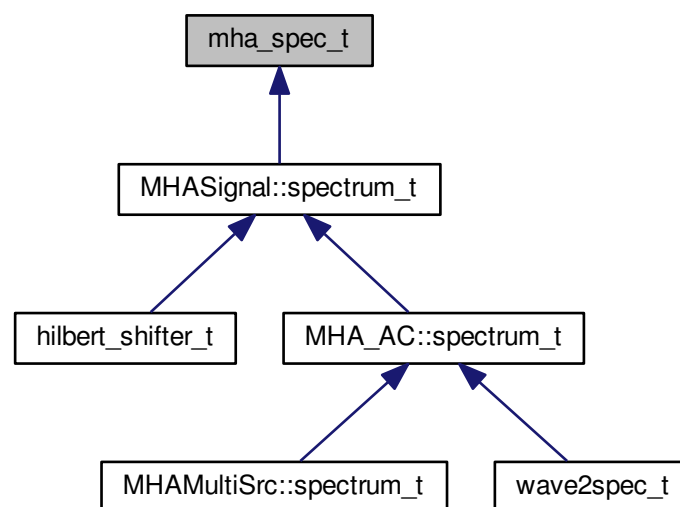 mha_spec_t
MHASignal::spectrum_t
hilbert_shifter_t
MHA_AC::spectrum_t
MHAMultiSrc::spectrum_t
wave2spec_t